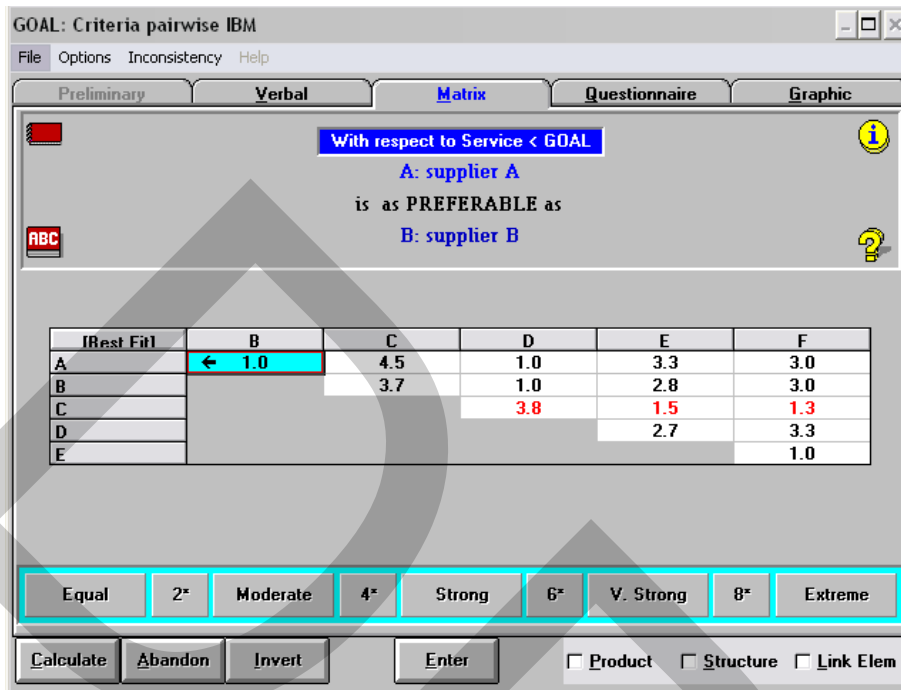 GOAL: Criteria pairwise IBM
File Options Inconsistency Help
Preliminary Verbal Matrix Questionnaire Graphic
With respect to Service < GOAL
i
A: supplier A
is as PREFERABLE as
ABC B: supplier B ?
[Best Fit] B C D E F
A ← 1.0 4.5 1.0 3.3 3.0
B 3.7 1.0 2.8 3.0
C 3.8 1.5 1.3
D 2.7 3.3
E 1.0
Equal 2* Moderate 4* Strong 6* V. Strong 8* Extreme
Calculate Abandon Invert Enter Product Structure Link Elem